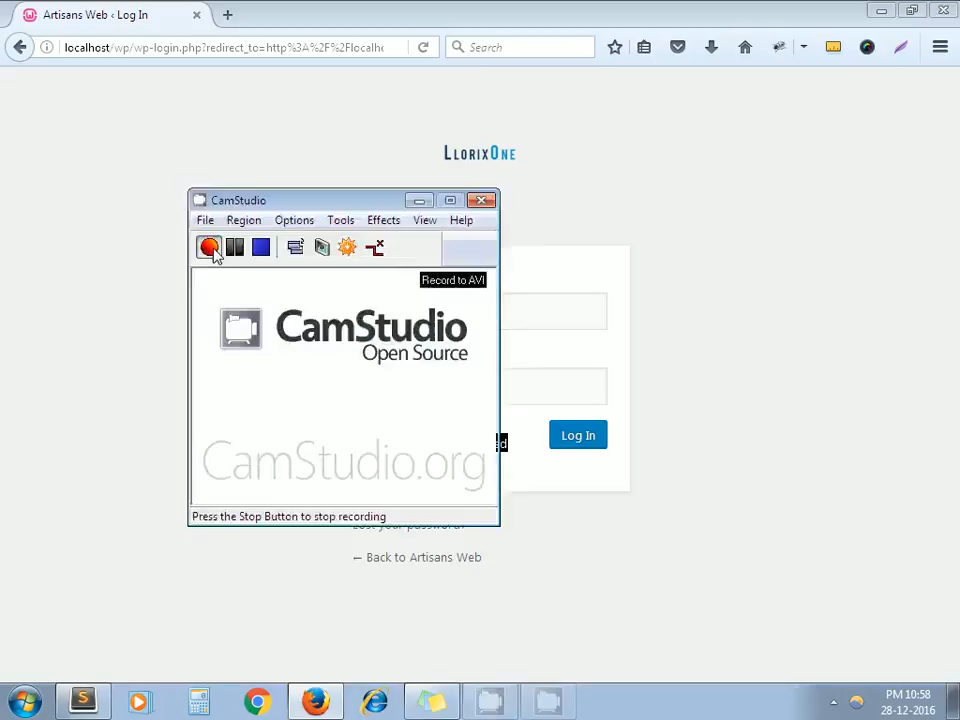 Artisans Web ‹ Log In
localhost/wp/wp-login.php?redirect_to=http%3A%2F%2Flocalho
Search
LLORIXONE
CamStudio
File Region Options Tools Effects View Help
Record to AVI
CamStudio
Open Source
CamStudio.org
Log In
Press the Stop Button to stop recording
← Back to Artisans Web
PM 10:58
28-12-2016